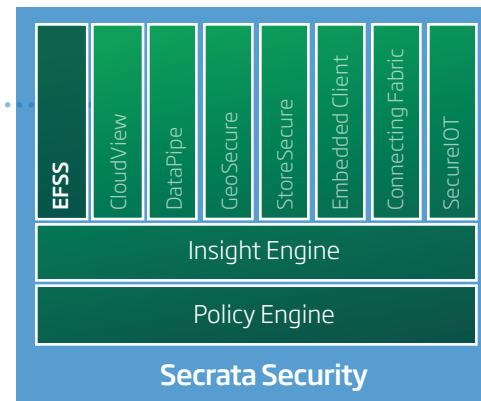 EFSS
CloudView
DataPipe
GeoSecure
StoreSecure
Embedded Client
Connecting Fabric
SecureIOT
Insight Engine
Policy Engine
Secrata Security